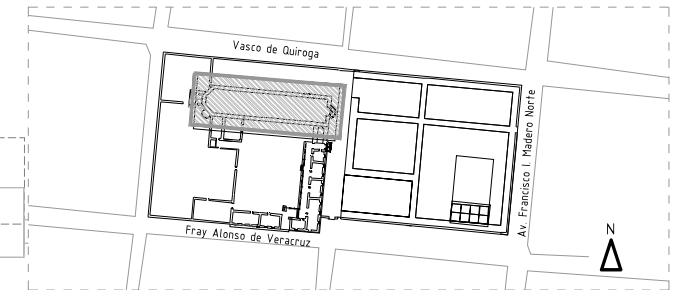 Vasco de Quiroga
Av. Francisco I. Madero Norte
Fray Alonso de Veracruz
N